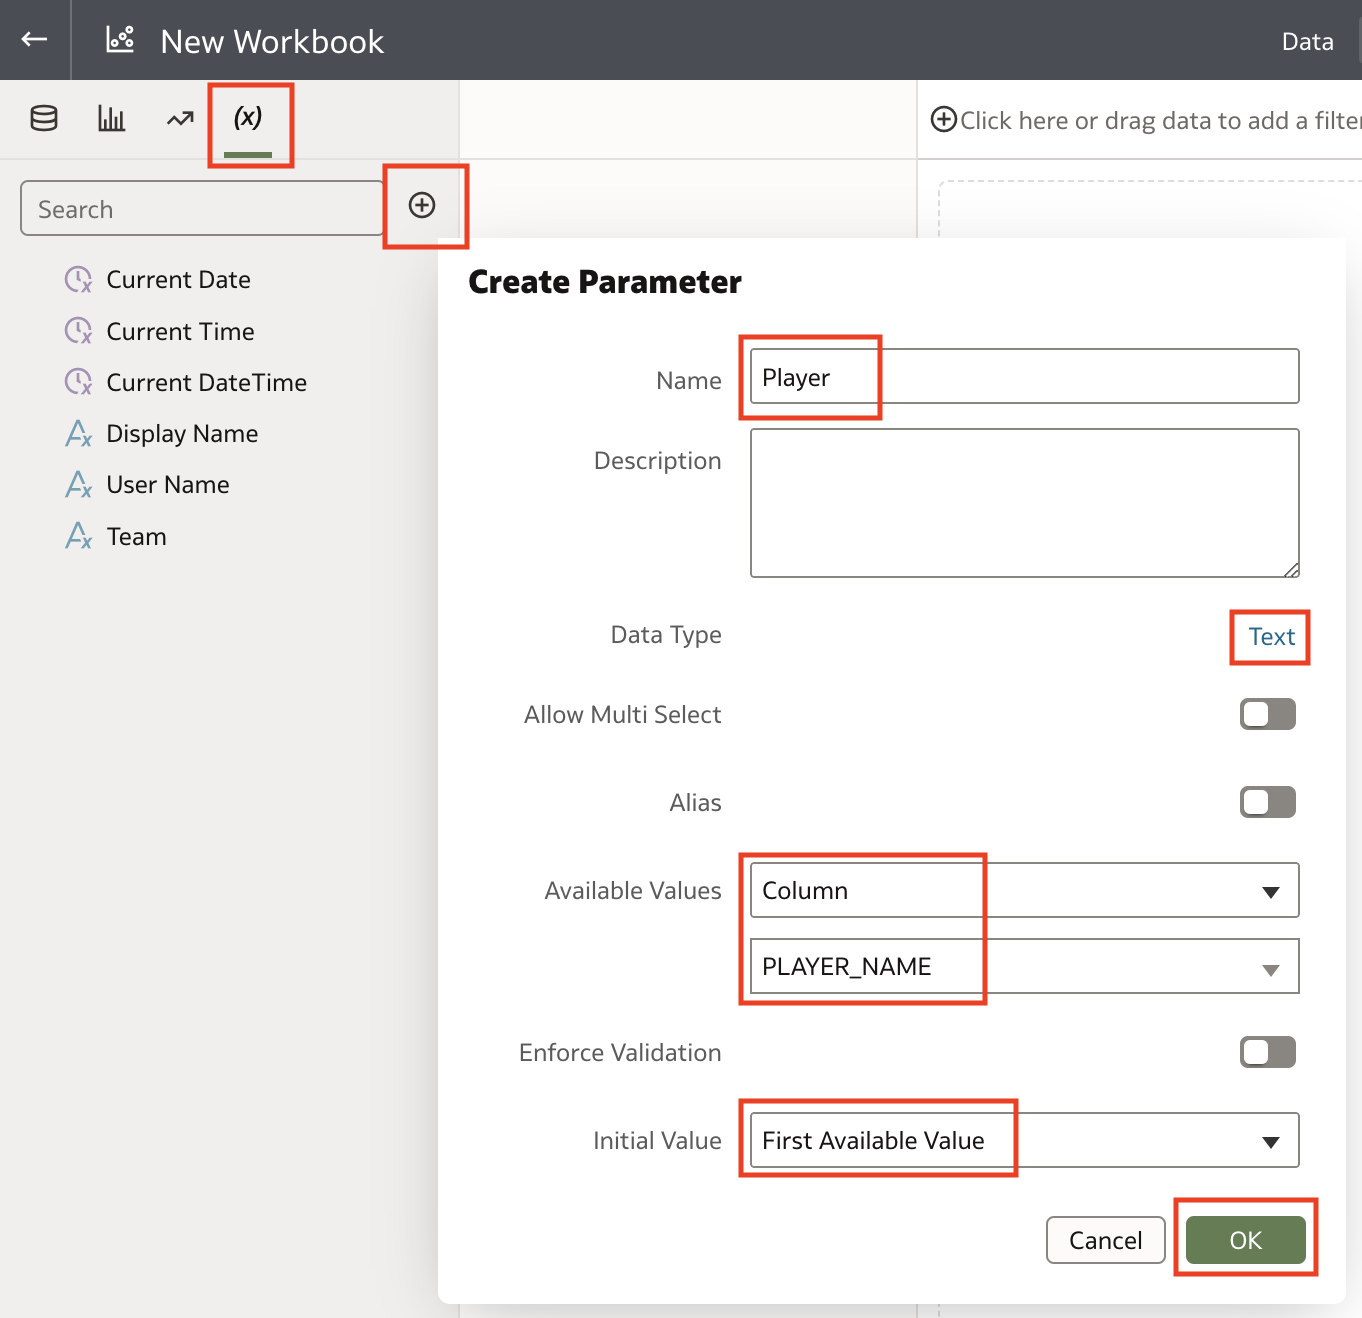 New Workbook
Data
(x)
Click here or drag data to add a filter
Search
Current Date
Current Time
Current DateTime
Display Name
User Name
Team
Create Parameter
Name
Player
Description
Data Type
Text
Allow Multi Select
Alias
Available Values
Column
PLAYER_NAME
Enforce Validation
Initial Value
First Available Value
Cancel
OK